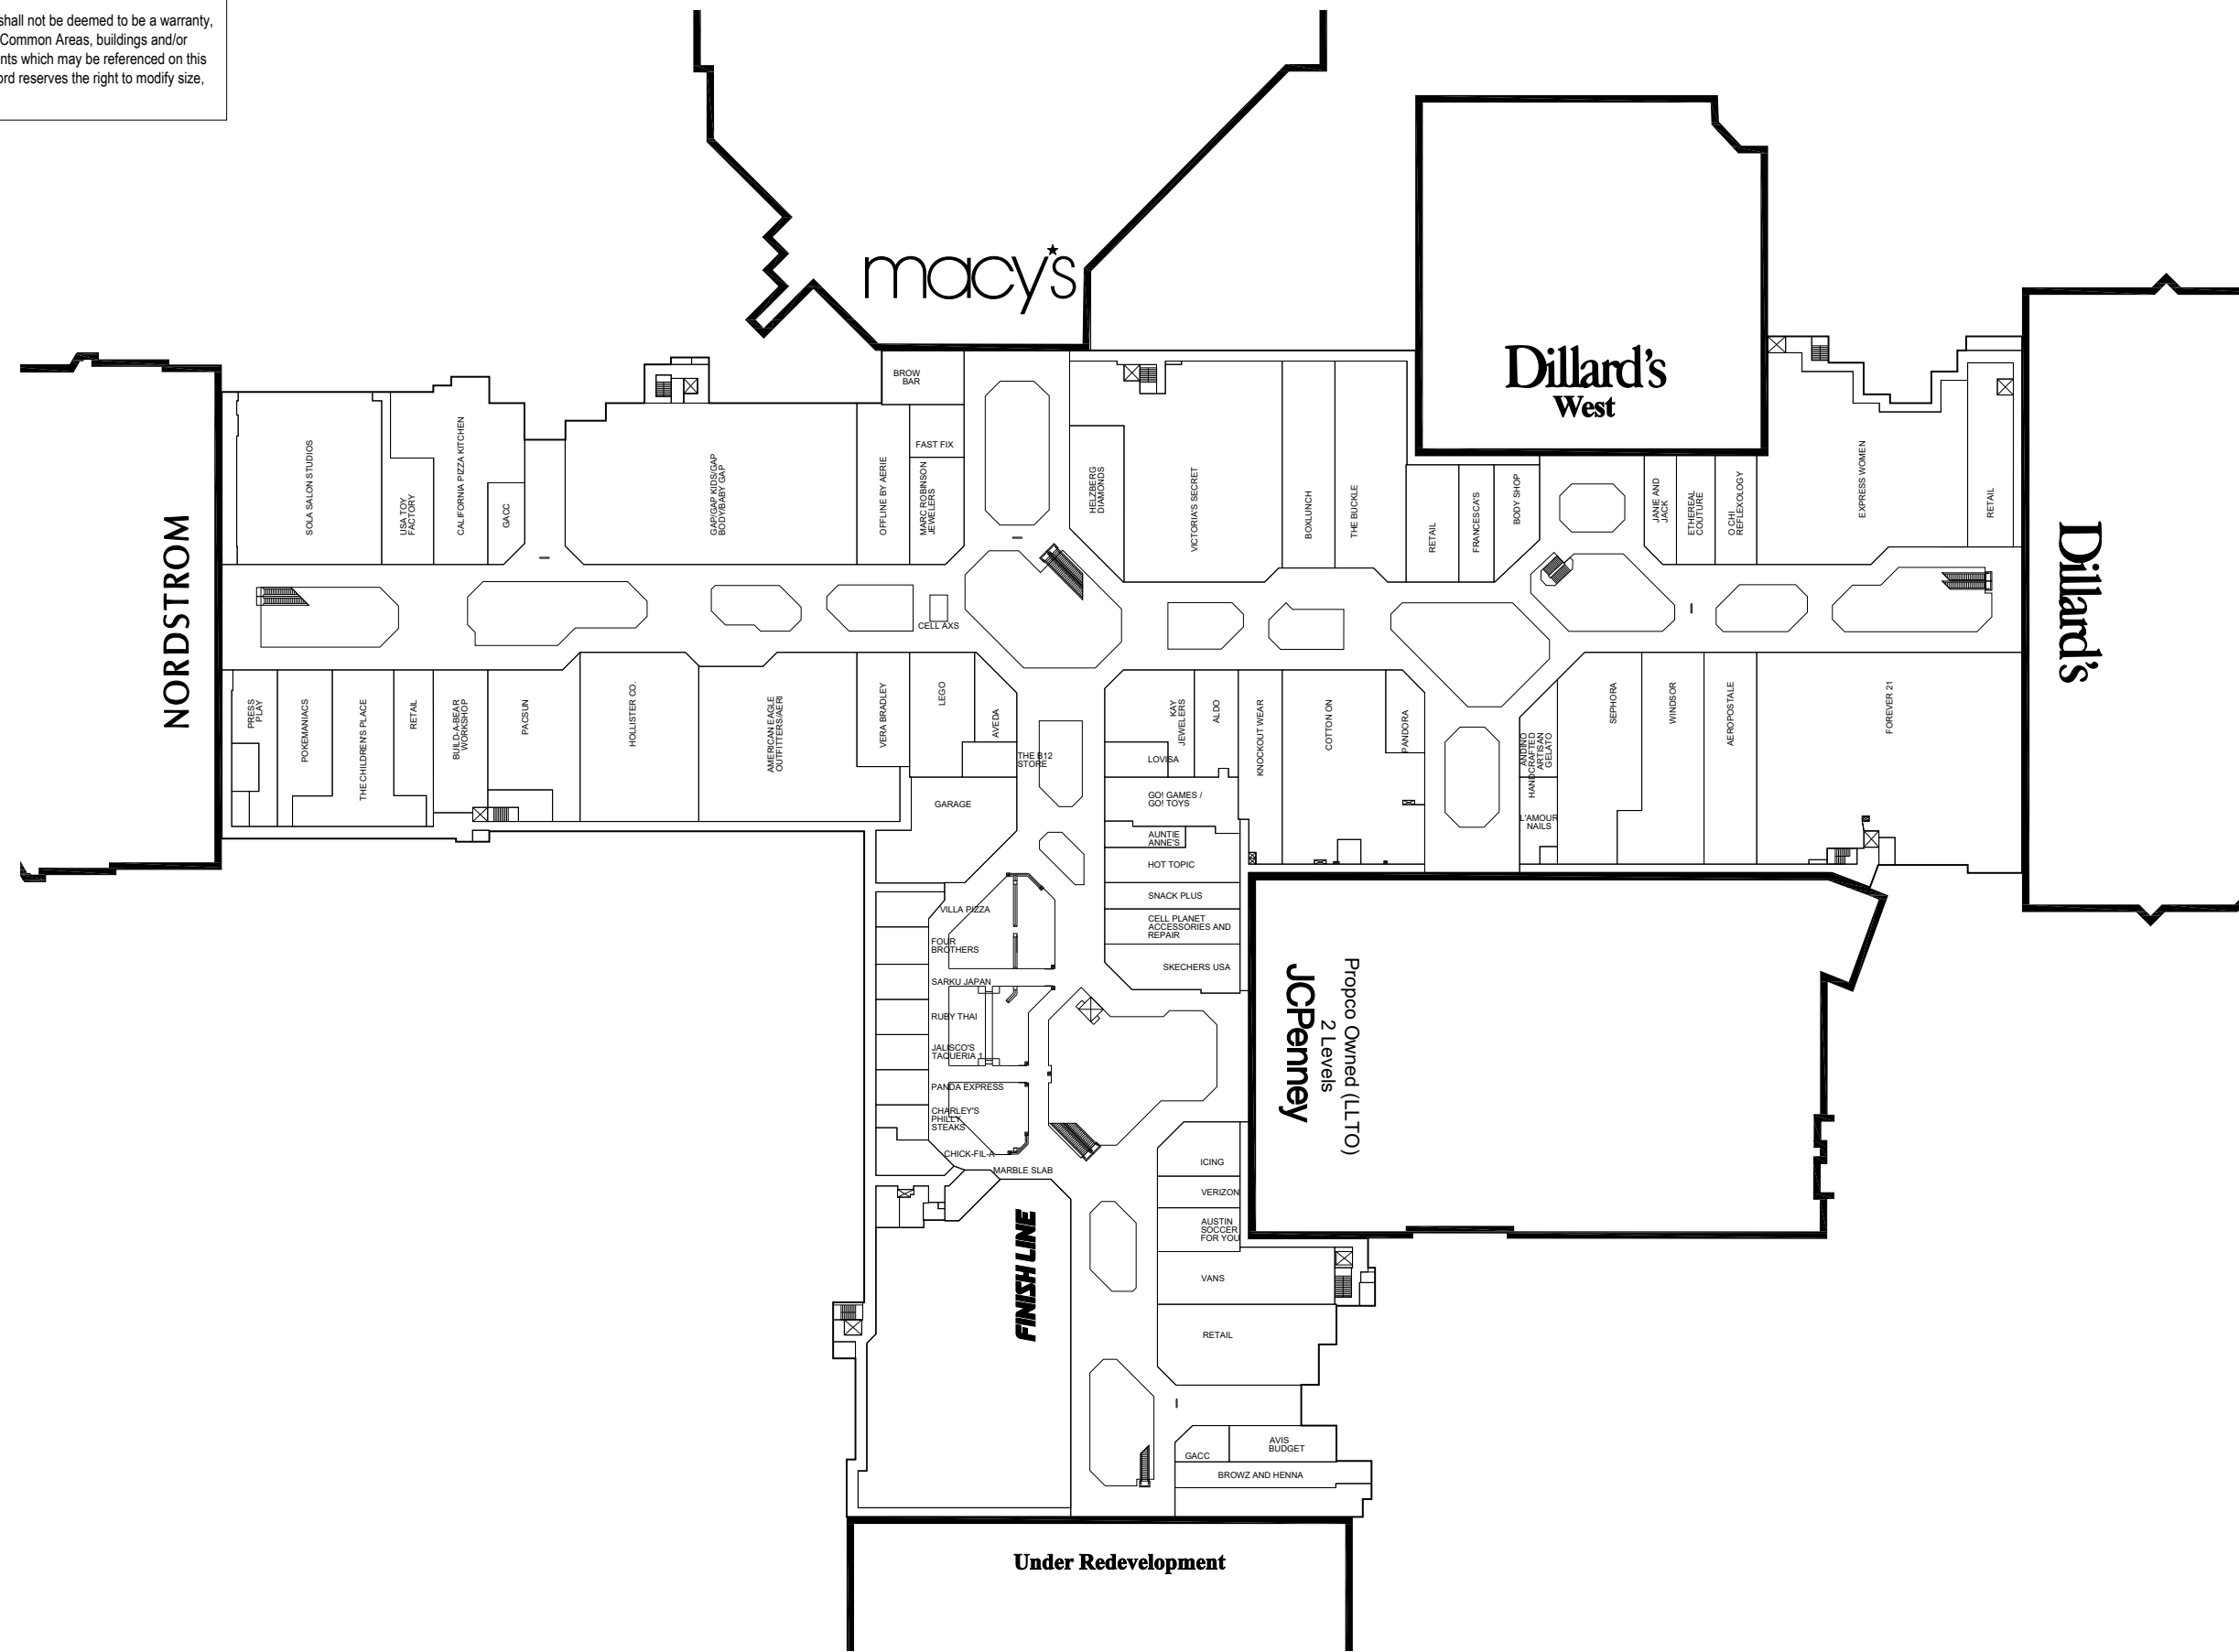 shall not be deemed to be a warranty,
Common Areas, buildings and/or
nts which may be referenced on this
ord reserves the right to modify size,
macy's
Dillard's
West
NORDSTROM
Dillard's
SOLA SALON STUDIOS
USA TOY
FACTORY
CALIFORNIA PIZZA KITCHEN
GACC
GAP/GAP KIDS/GAP
BODY/BABY GAP
OFFLINE BY AERIE
BROW
BAR
FAST FIX
MARC ROBINSON
JEWELERS
HELZBERG
DIAMONDS
VICTORIA'S SECRET
BOXLUNCH
THE BUCKLE
RETAIL
FRANCESCA'S
BODY SHOP
JANIE AND
JACK
ETHEREAL
COUTURE
O CHI
REFLEXOLOGY
EXPRESS WOMEN
RETAIL
CELL AXS
PRESS
PLAY
POKEMANIACS
THE CHILDREN'S PLACE
RETAIL
BUILD-A-BEAR
WORKSHOP
PACSUN
HOLLISTER CO.
AMERICAN EAGLE
OUTFITTERS/AERI
VERA BRADLEY
LEGO
AVEDA
THE B12
STORE
GARAGE
KAY
JEWELERS
ALDO
LOVISA
KNOCKOUT WEAR
COTTON ON
PANDORA
ANDINO
HANDCRAFTED
ARTISAN
GELATO
L'AMOUR
NAILS
SEPHORA
WINDSOR
AEROPOSTALE
FOREVER 21
GO! GAMES /
GO! TOYS
AUNTIE
ANNE'S
HOT TOPIC
SNACK PLUS
CELL PLANET
ACCESSORIES AND
REPAIR
SKECHERS USA
VILLA PIZZA
FOUR
BROTHERS
SARKU JAPAN
RUBY THAI
JALISCO'S
TAQUERIA 1
PANDA EXPRESS
CHARLEY'S
PHILLY
STEAKS
CHICK-FIL-A
MARBLE SLAB
Propco Owned (LLTO)
2 Levels
JCPenney
FINISH LINE
ICING
VERIZON
AUSTIN
SOCCER
FOR YOU
VANS
RETAIL
GACC
AVIS
BUDGET
BROWZ AND HENNA
Under Redevelopment